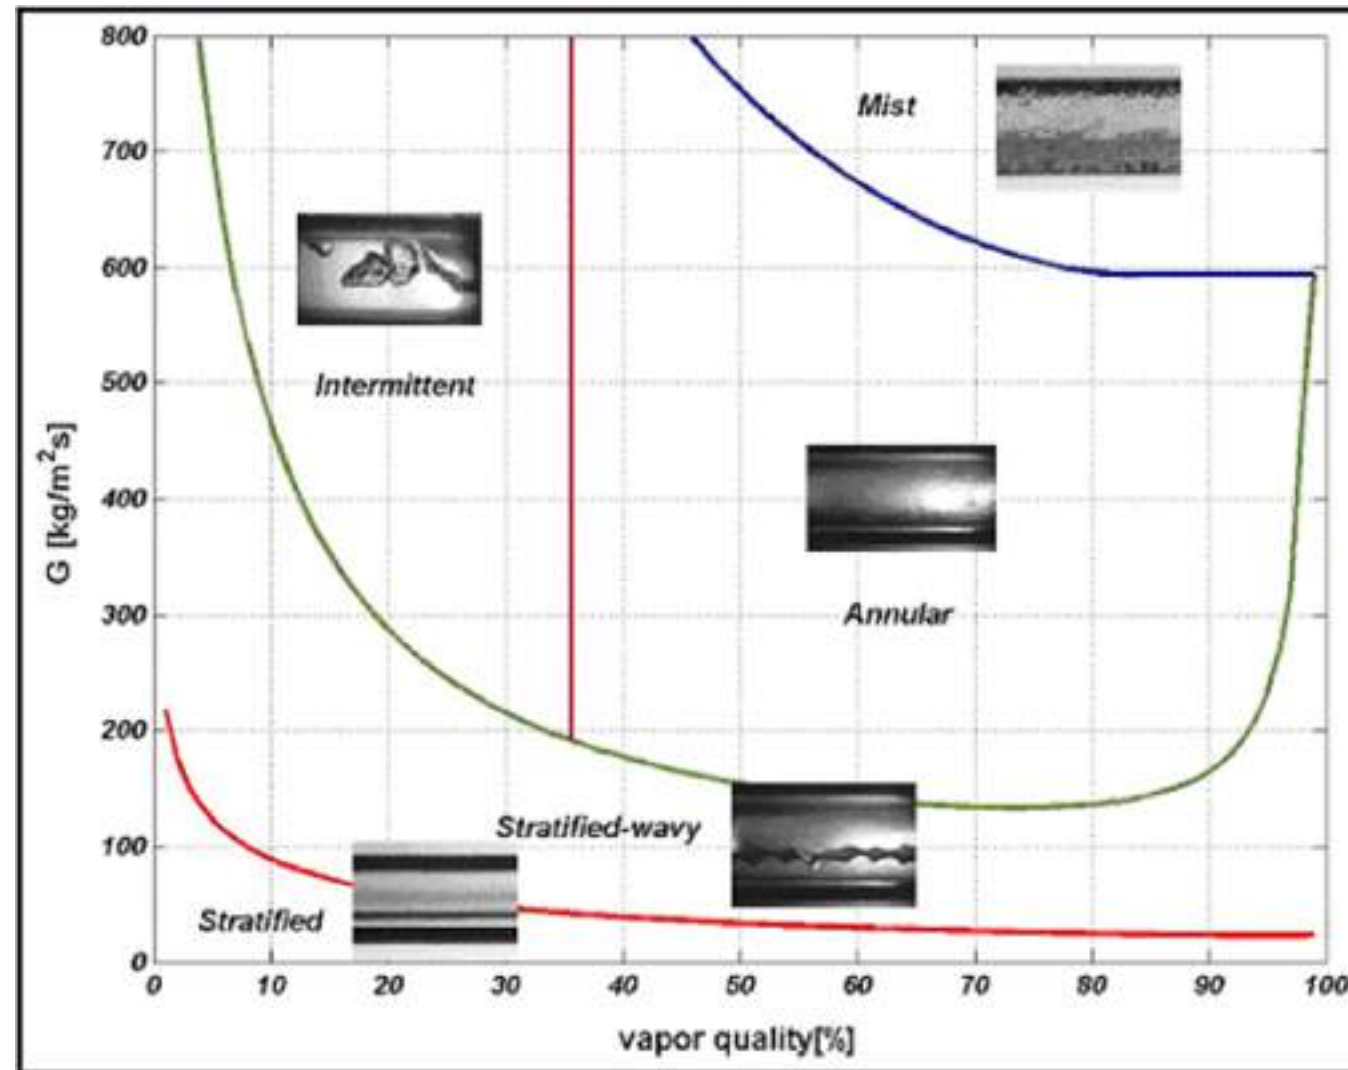 800
700
600
500
400
300
200
100
0
G [kg/m²s]
Mist
Intermittent
Annular
Stratified-wavy
Stratified
0 10 20 30 40 50 60 70 80 90 100
vapor quality[%]